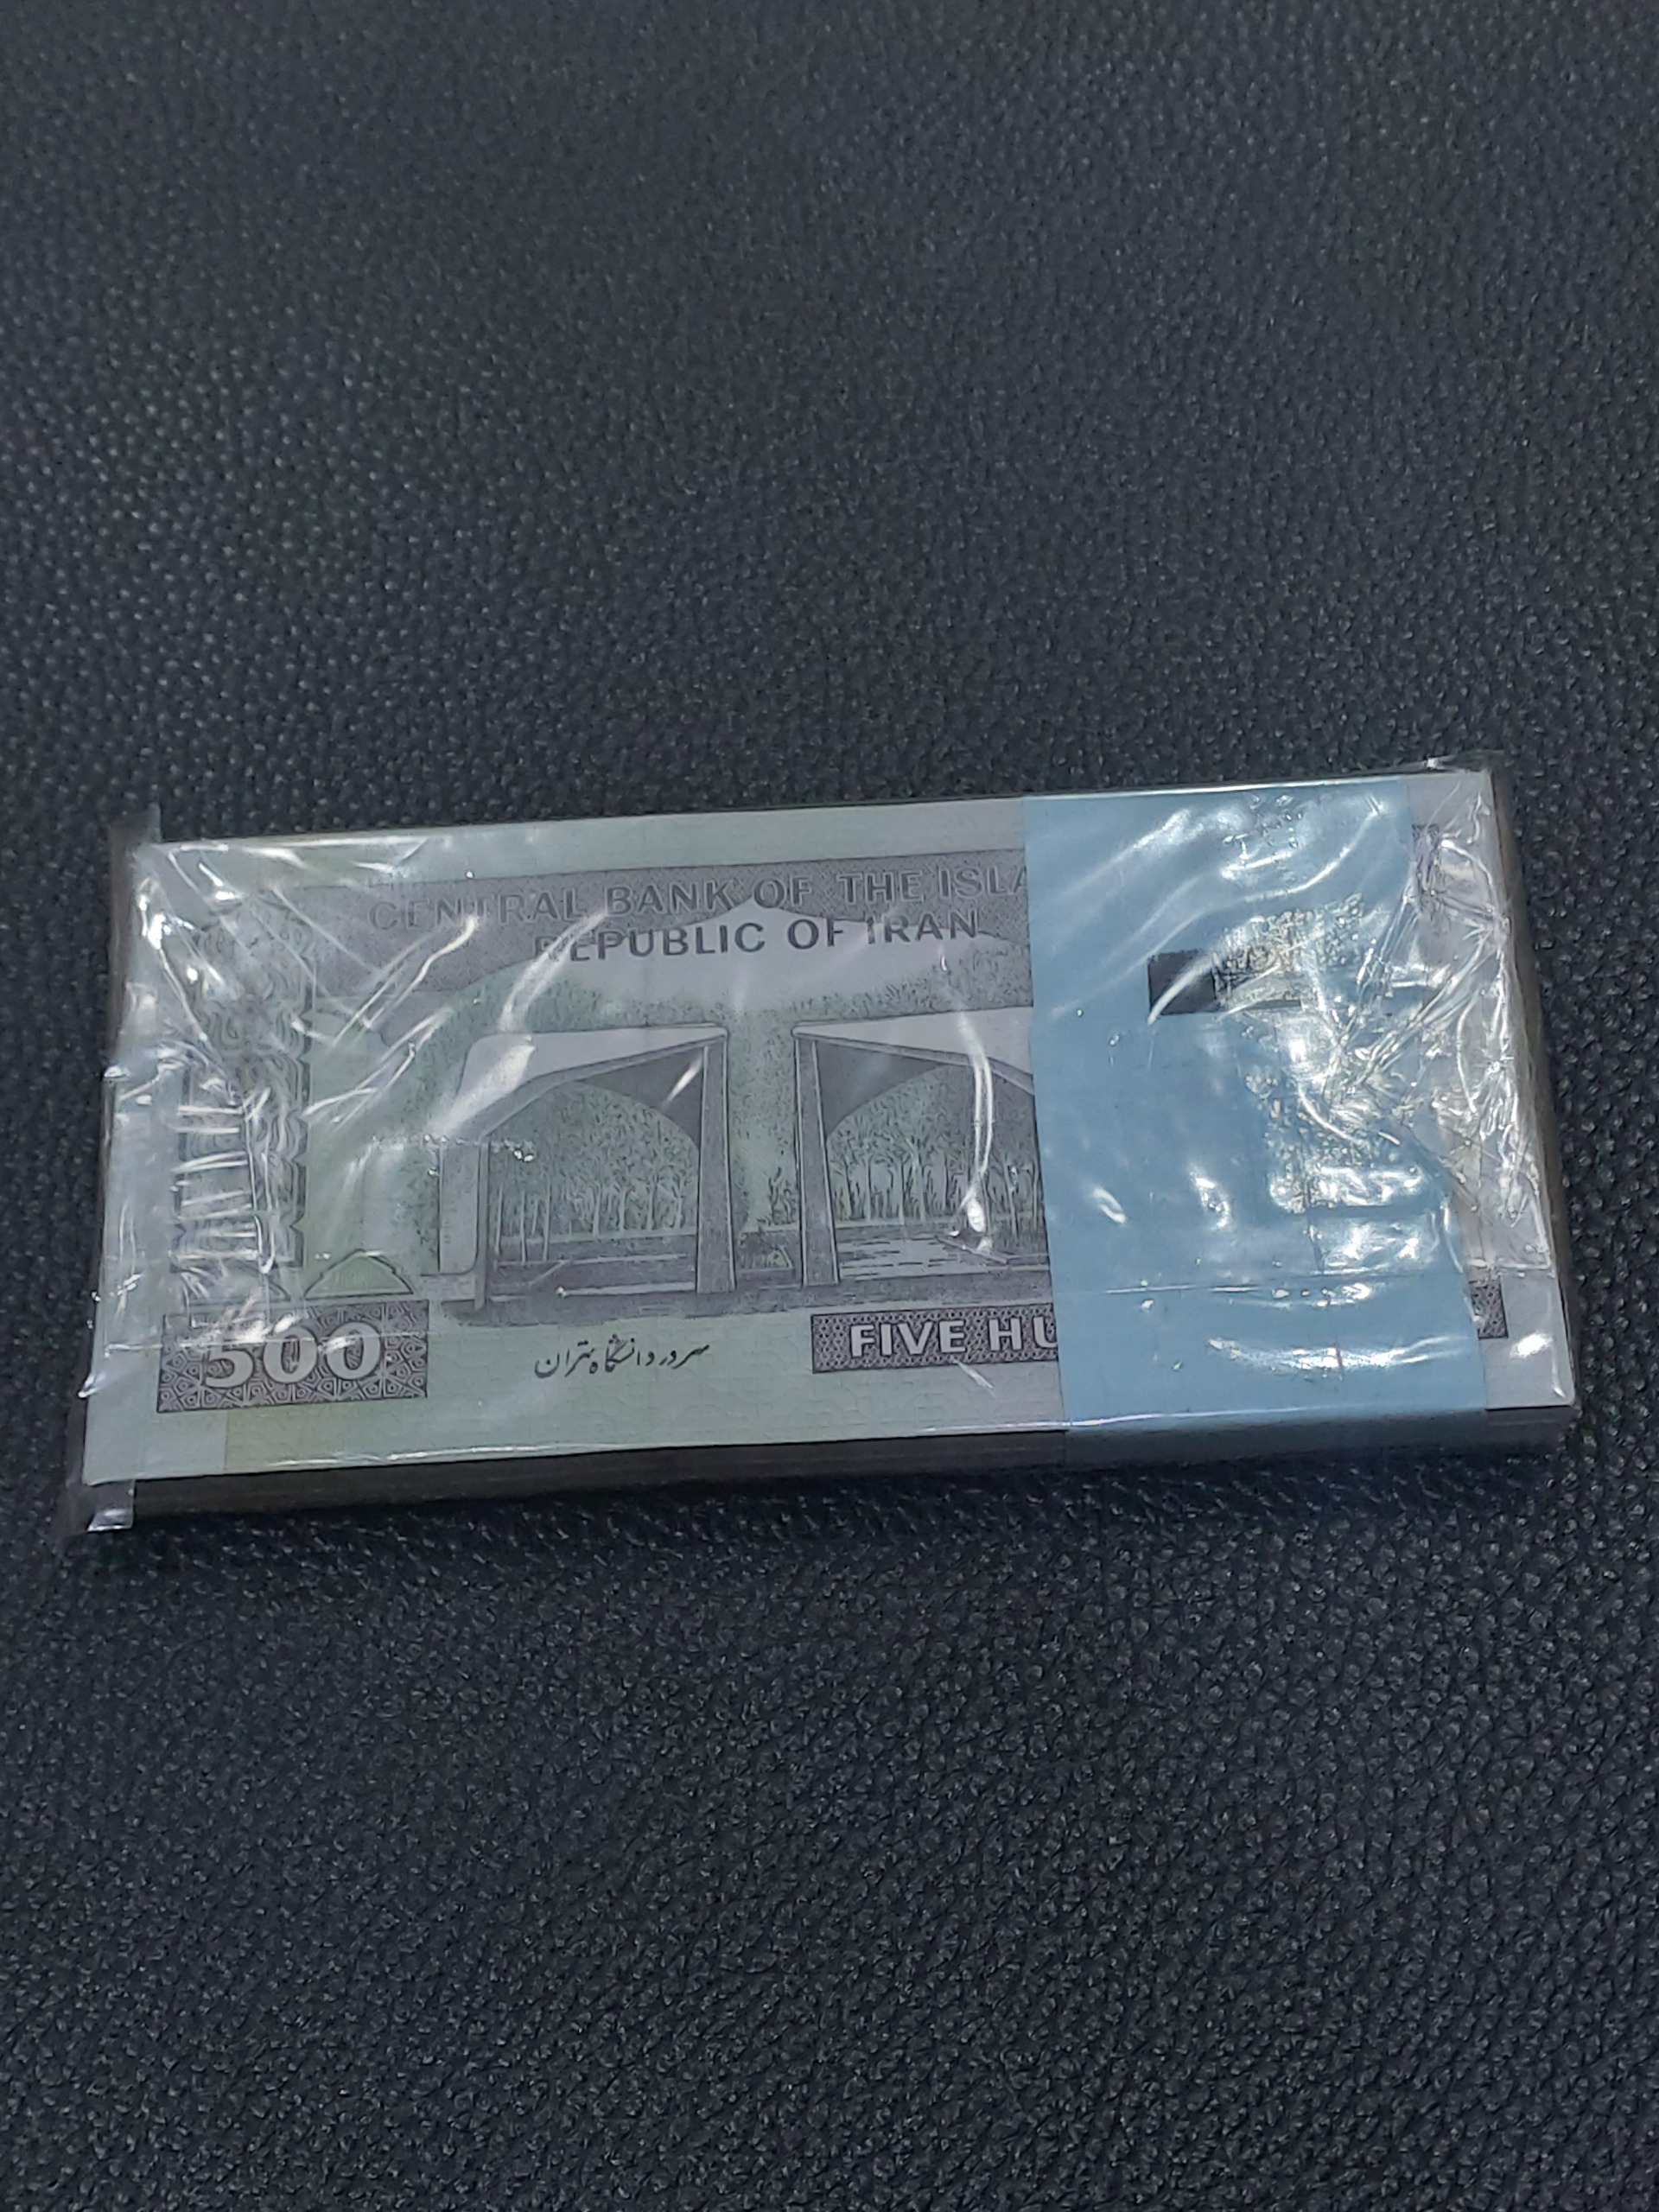 CENTRAL BANK OF THE ISLA
REPUBLIC OF IRAN
500
سردر دانشگاه تهران
FIVE HU